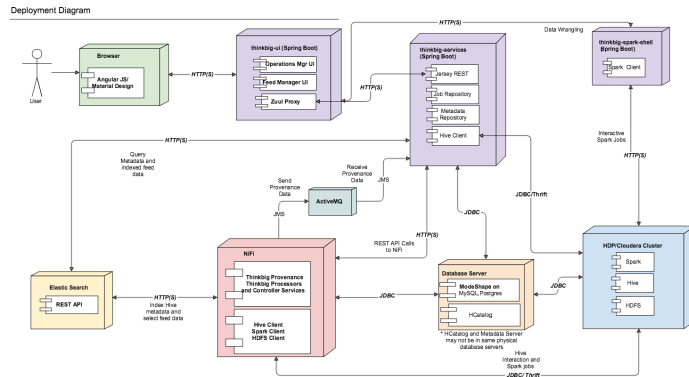 Deployment Diagram
HTTP(S)
Data Wrangling
thinkbig-ui (Spring Boot)
Operations Mgr UI
Feed Manager UI
Zuul Proxy
thinkbig-services
(Spring Boot)
Jersey REST
Job Repository
Metadata
Repository
Hive Client
thinkbig-spark-shell
(Spring Boot)
Spark Client
Browser
Angular JS/
Material Design
User
HTTP(S)
HTTP(S)
HTTP(S)
Query
Metadata and
indexed feed
data
Send
Provenance
Data
Receive
Provenance
Data
JMS
JMS
ActiveMQ
Interactive
Spark Jobs
HTTP(S)
JDBC/Thrift
JDBC
HTTP(S)
REST API Calls
to NiFi
NiFi
Thinkbig Provenance
Thinkbig Processors
and Controller Services
Hive Client
Spark Client
HDFS Client
Elastic Search
REST API
HTTP(S)
Index Hive
metadata and
select feed data
JDBC
Database Server
ModeShape on
MySQL,Postgres
HCatalog
* HCatalog and Metadata Server
may not be in same physical
database servers
JDBC
HDP/Cloudera Cluster
Spark
Hive
HDFS
Hive
Interaction and
Spark jobs
JDBC/ Thrift